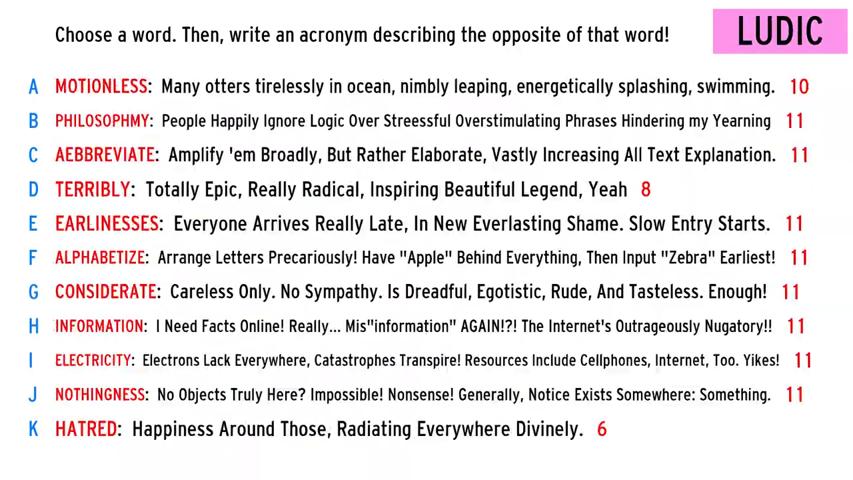 Choose a word. Then, write an acronym describing the opposite of that word!
LUDIC
A MOTIONLESS: Many otters tirelessly in ocean, nimbly leaping, energetically splashing, swimming. 10
B PHILOSOPHMY: People Happily Ignore Logic Over Streessful Overstimulating Phrases Hindering my Yearning 11
C AEBBREVIATE: Amplify 'em Broadly, But Rather Elaborate, Vastly Increasing All Text Explanation. 11
D TERRIBLY: Totally Epic, Really Radical, Inspiring Beautiful Legend, Yeah 8
E EARLINESSES: Everyone Arrives Really Late, In New Everlasting Shame. Slow Entry Starts. 11
F ALPHABETIZE: Arrange Letters Precariously! Have "Apple" Behind Everything, Then Input "Zebra" Earliest! 11
G CONSIDERATE: Careless Only. No Sympathy. Is Dreadful, Egotistic, Rude, And Tasteless. Enough! 11
H INFORMATION: I Need Facts Online! Really... Mis"information" AGAIN!?! The Internet's Outrageously Nugatory!! 11
I ELECTRICITY: Electrons Lack Everywhere, Catastrophes Transpire! Resources Include Cellphones, Internet, Too. Yikes! 11
J NOTHINGNESS: No Objects Truly Here? Impossible! Nonsense! Generally, Notice Exists Somewhere: Something. 11
K HATRED: Happiness Around Those, Radiating Everywhere Divinely. 6